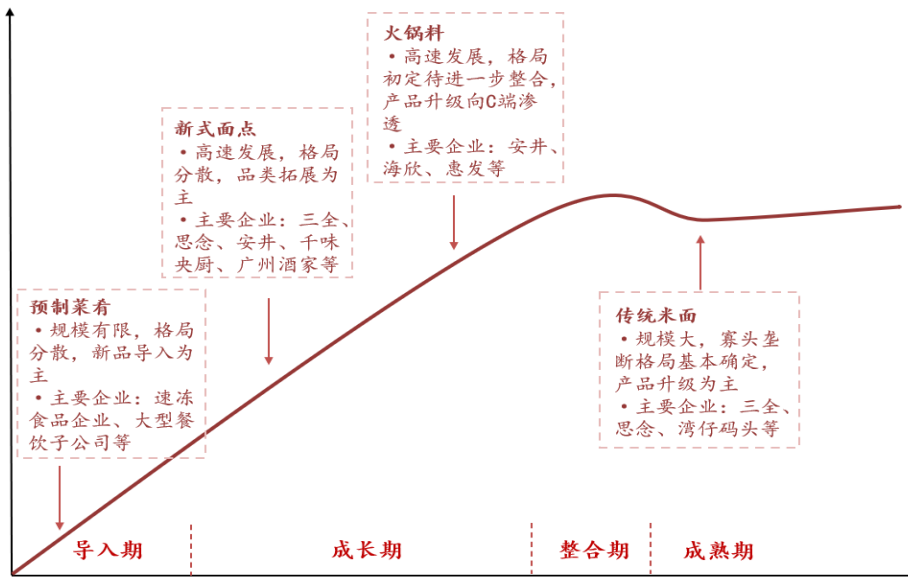 火锅料
•高速发展，格局
初定待进一步整合，
产品升级向C端渗
透
•主要企业：安井、
海欣、惠发等
新式面点
•高速发展，格局
分散，品类拓展为
主
•主要企业：三全、
思念、安井、千味
央厨、广州酒家等
预制菜肴
•规模有限，格局
分散，新品导入为
主
•主要企业：速冻
食品企业、大型餐
饮子公司等
传统米面
•规模大，寡头垄
断格局基本确定，
产品升级为主
•主要企业：三全、
思念、湾仔码头等
导入期
成长期
整合期
成熟期